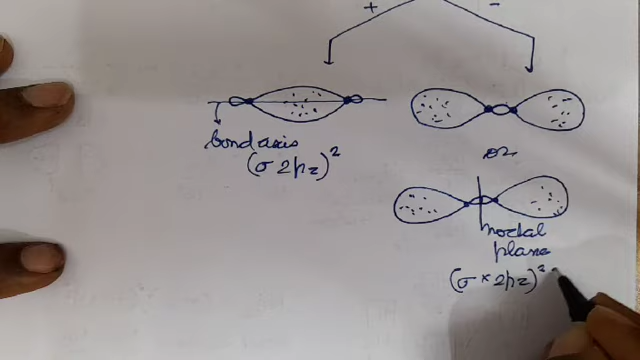 + -
bond axis
(σ 2pz)²
or
nodal
plane
(σ* 2pz)²